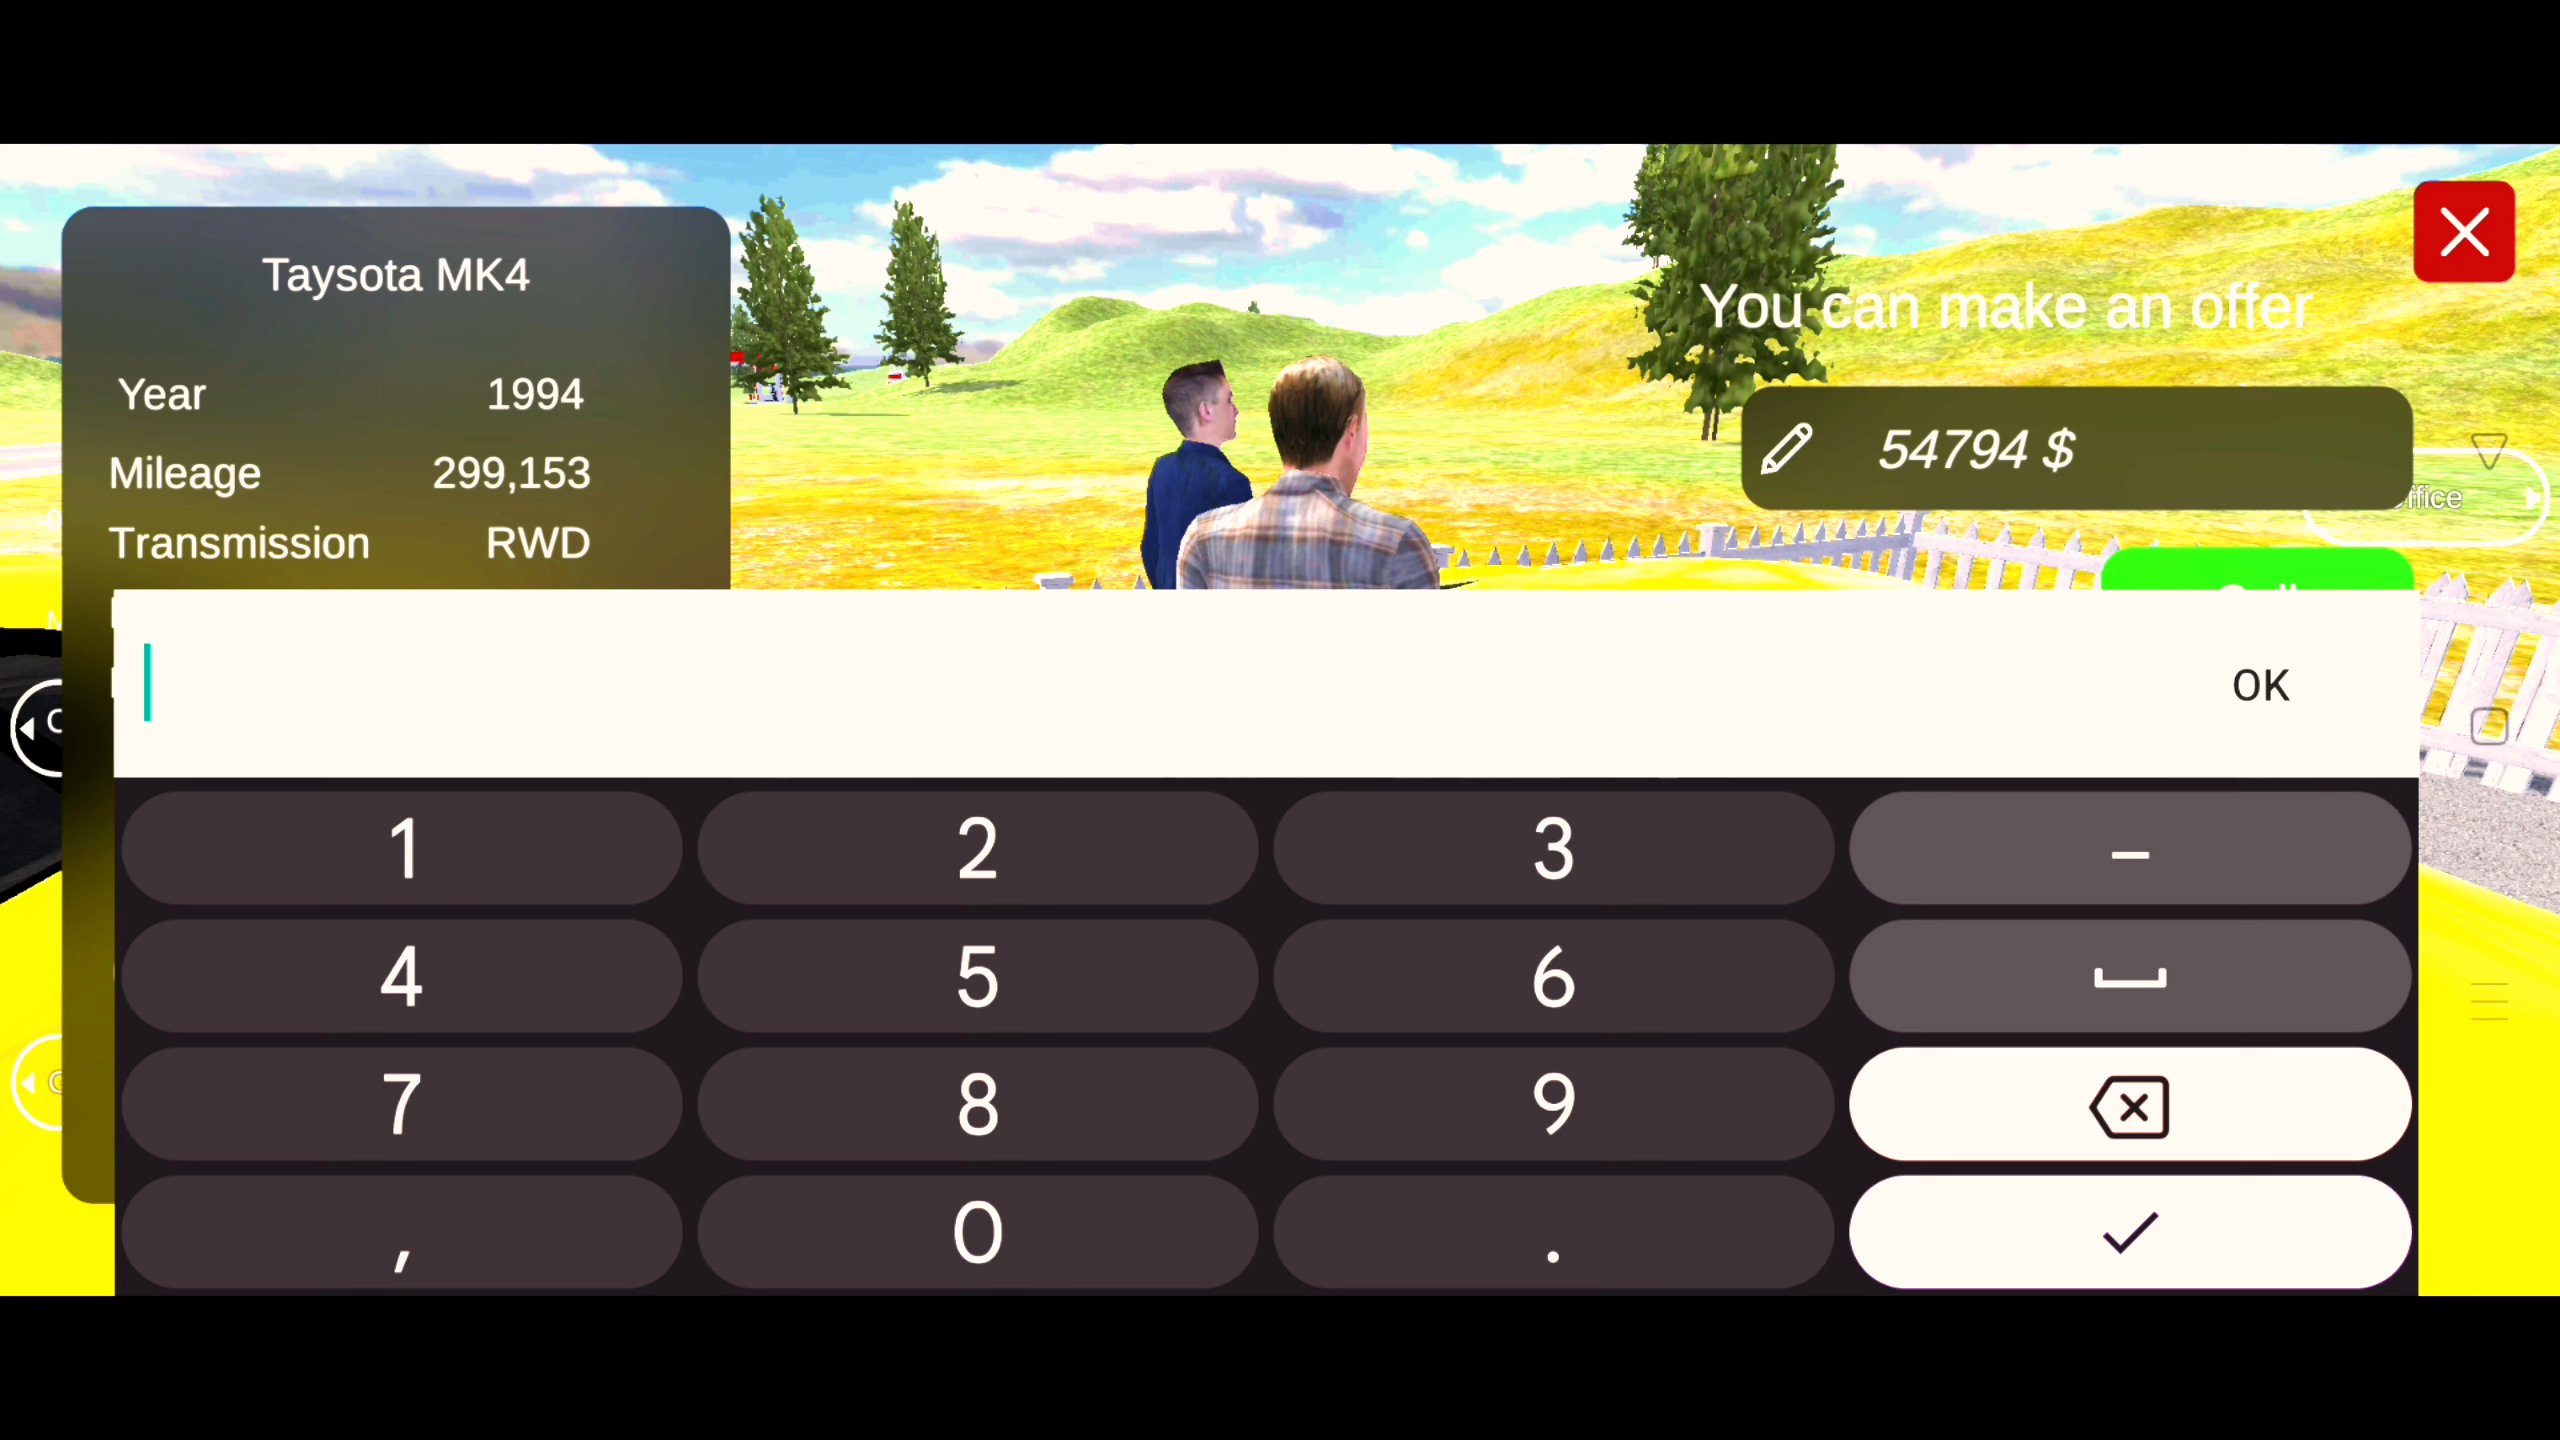 Taysota MK4
You can make an offer
Year 1994
54794 $
Mileage 299,153
Transmission RWD
OK
1 2 3 –
4 5 6
7 8 9
, 0 .